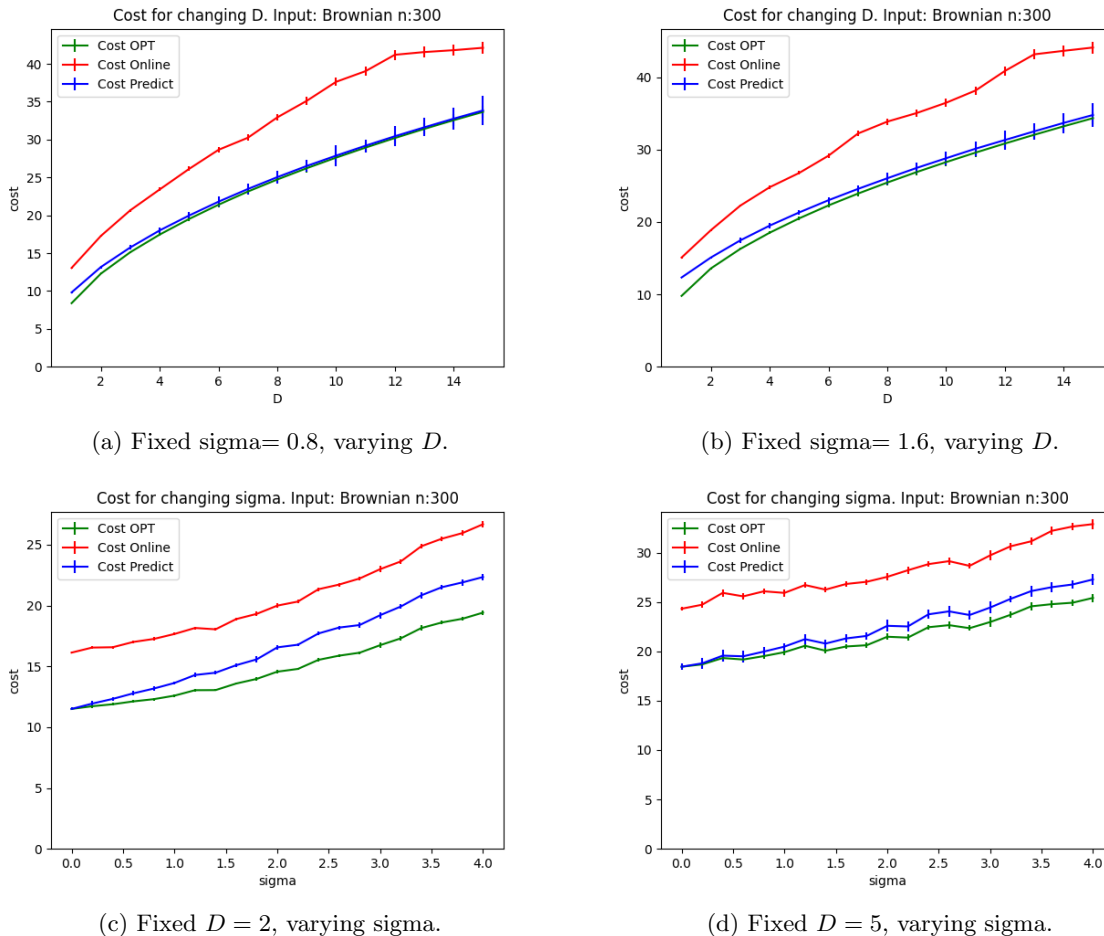 Cost for changing D. Input: Brownian n:300
Cost OPT
Cost Online
Cost Predict
40
35
30
25
20
15
10
5
0
cost
2 4 6 8 10 12 14
D
(a) Fixed sigma= 0.8, varying D.
Cost for changing D. Input: Brownian n:300
Cost OPT
Cost Online
Cost Predict
40
30
20
10
0
cost
2 4 6 8 10 12 14
D
(b) Fixed sigma= 1.6, varying D.
Cost for changing sigma. Input: Brownian n:300
Cost OPT
Cost Online
Cost Predict
25
20
15
10
5
0
cost
0.0 0.5 1.0 1.5 2.0 2.5 3.0 3.5 4.0
sigma
(c) Fixed D = 2, varying sigma.
Cost for changing sigma. Input: Brownian n:300
Cost OPT
Cost Online
Cost Predict
30
25
20
15
10
5
0
cost
0.0 0.5 1.0 1.5 2.0 2.5 3.0 3.5 4.0
sigma
(d) Fixed D = 5, varying sigma.